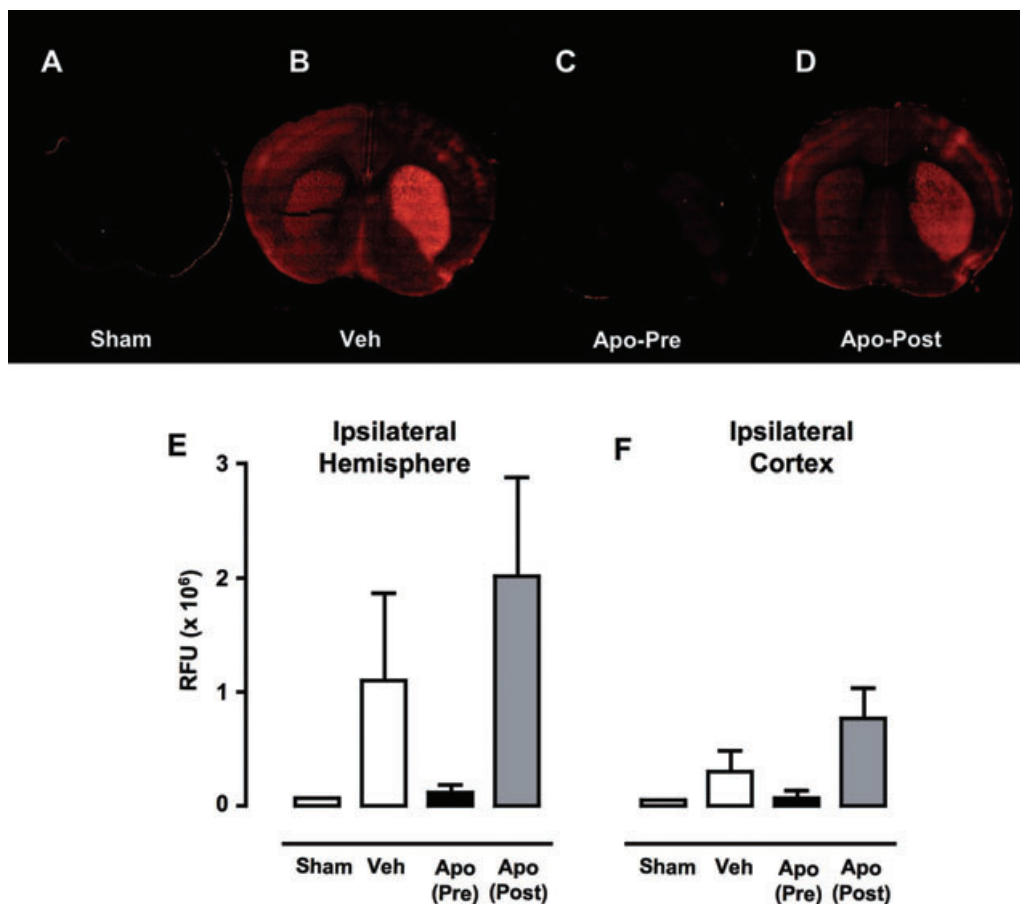 A
B
C
D
Sham
Veh
Apo-Pre
Apo-Post
E
Ipsilateral
Hemisphere
F
Ipsilateral
Cortex
3
2
1
0
RFU (x 10⁶)
Sham
Veh
Apo
(Pre)
Apo
(Post)
Sham
Veh
Apo
(Pre)
Apo
(Post)